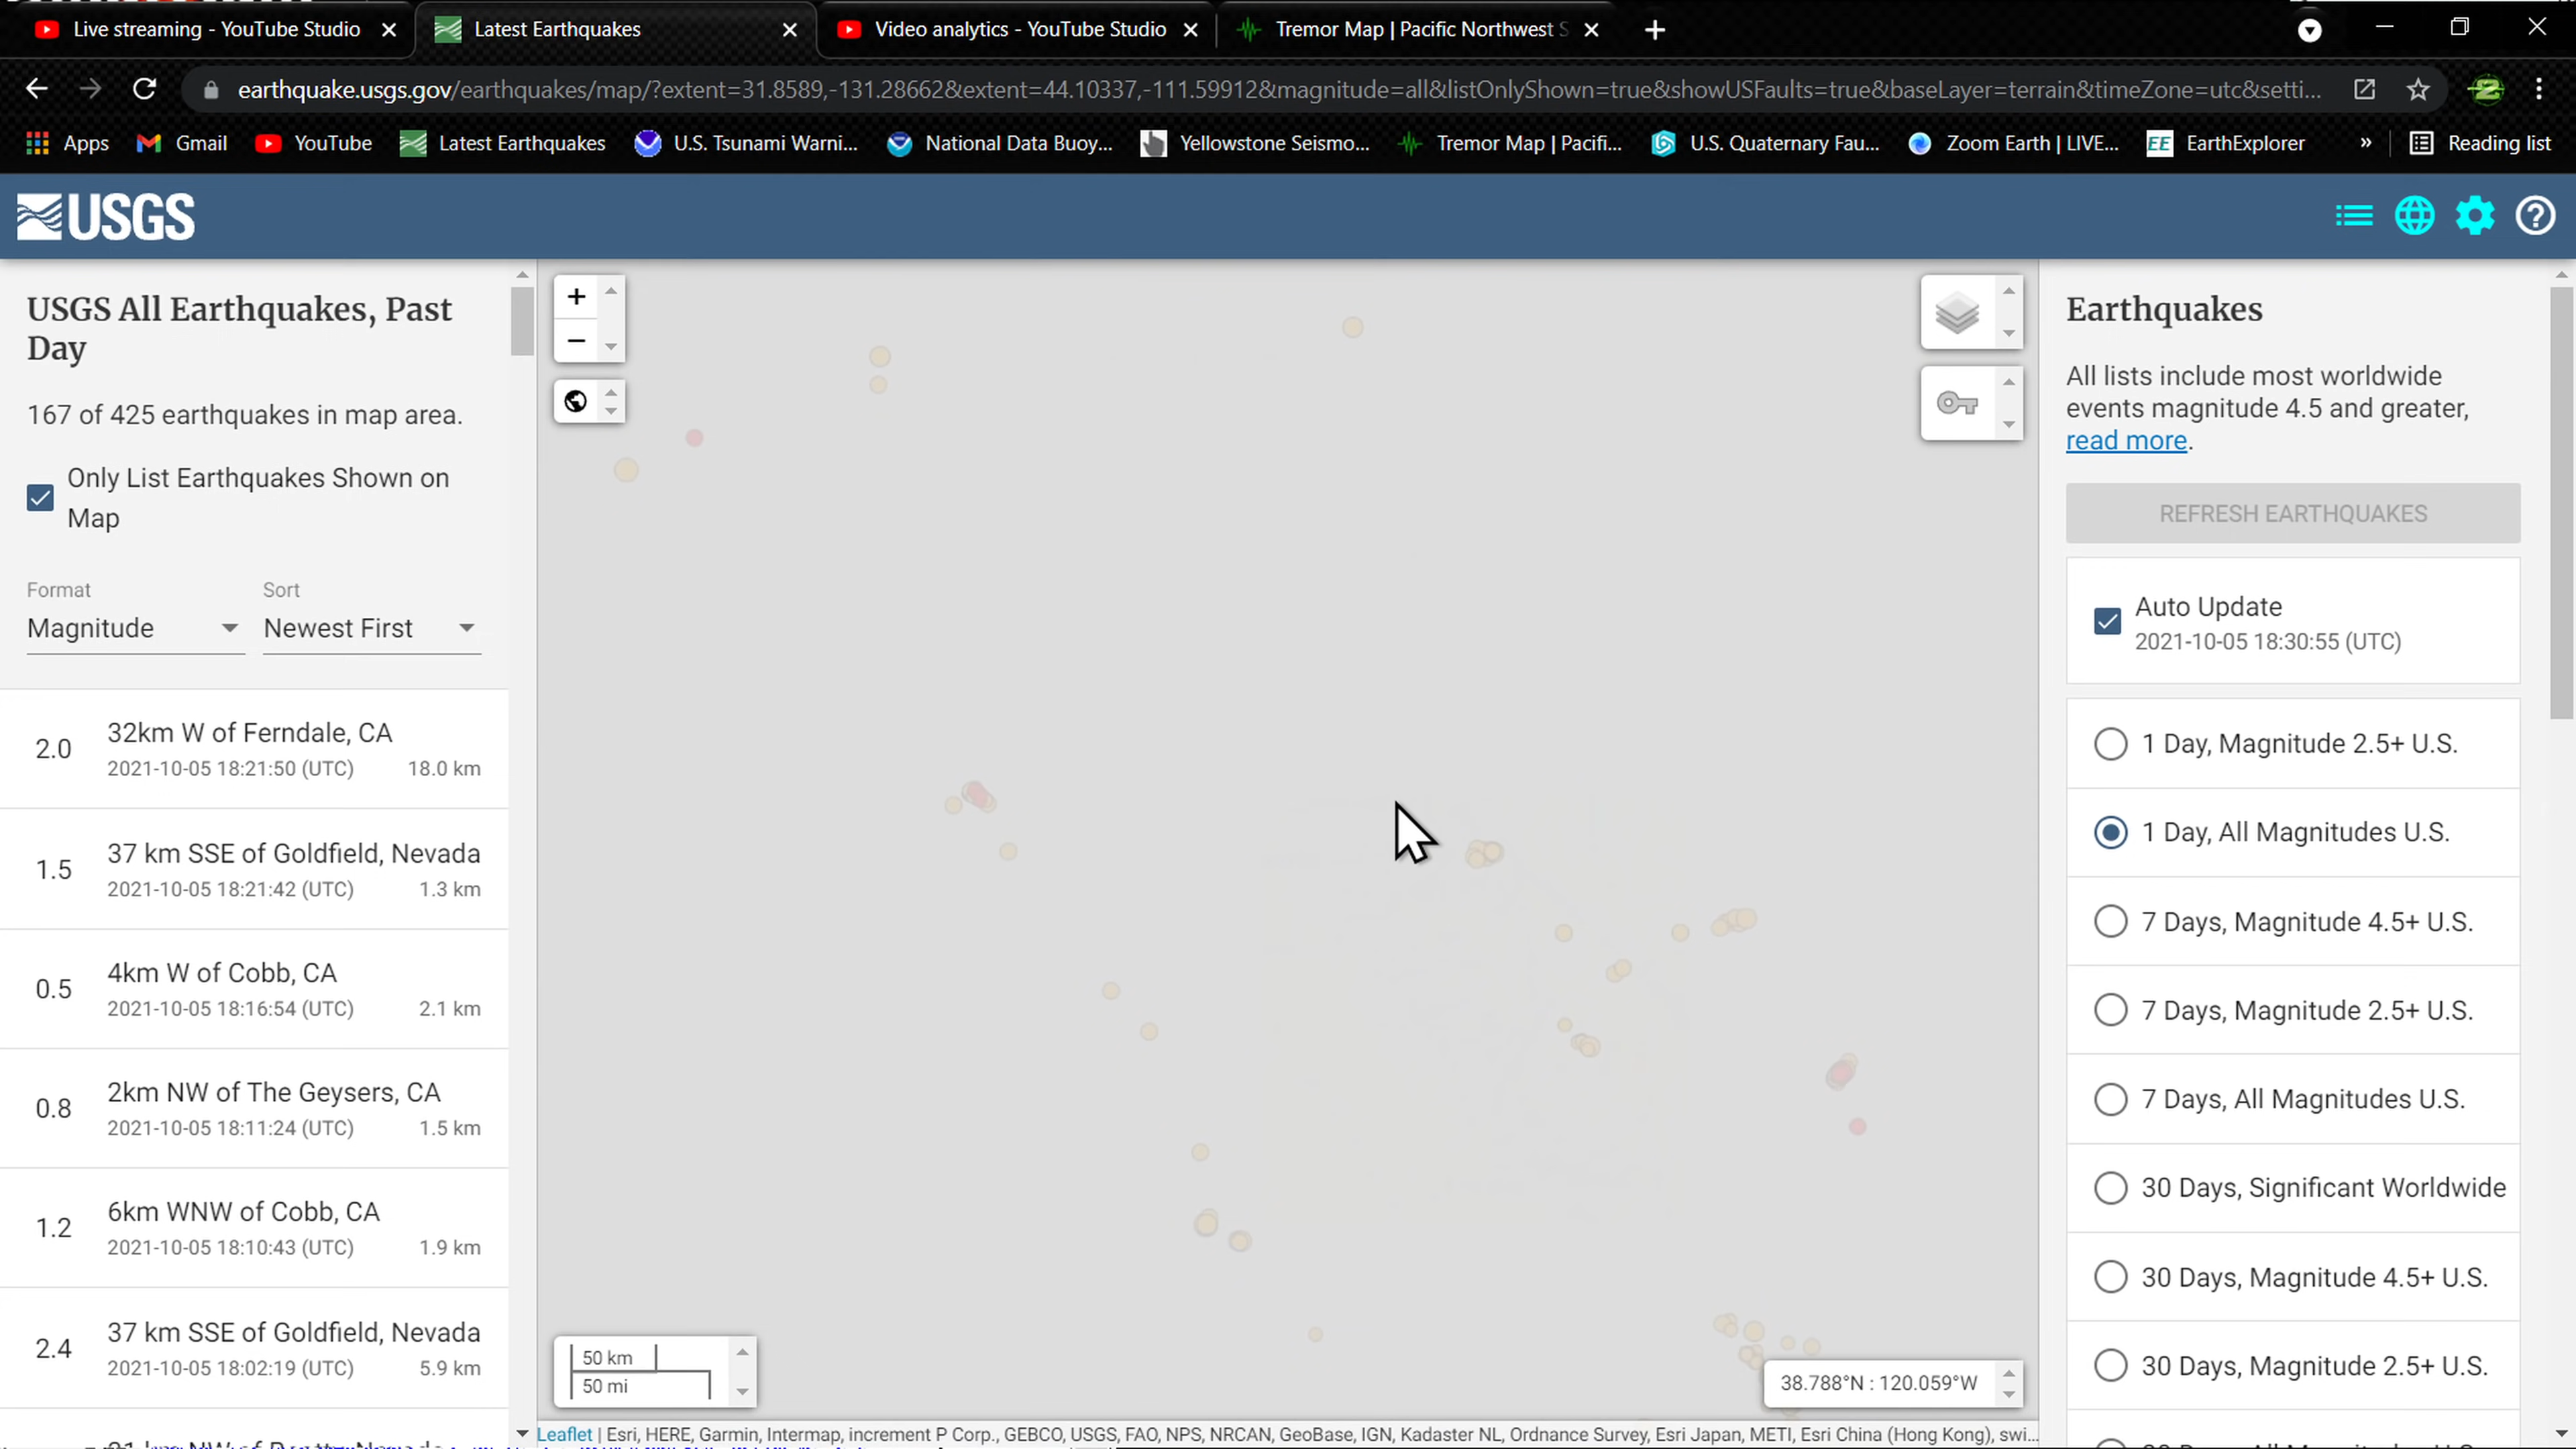 Live streaming - YouTube Studio
Latest Earthquakes
Video analytics - YouTube Studio
Tremor Map | Pacific Northwest S
earthquake.usgs.gov/earthquakes/map/?extent=31.8589,-131.28662&extent=44.10337,-111.59912&magnitude=all&listOnlyShown=true&showUSFaults=true&baseLayer=terrain&timeZone=utc&setti...
Apps
Gmail
YouTube
Latest Earthquakes
U.S. Tsunami Warni...
National Data Buoy...
Yellowstone Seismo...
Tremor Map | Pacifi...
U.S. Quaternary Fau...
Zoom Earth | LIVE...
EE EarthExplorer
»
Reading list
USGS
USGS All Earthquakes, Past
Day
167 of 425 earthquakes in map area.
Only List Earthquakes Shown on
Map
Format
Sort
Magnitude
Newest First
2.0
32km W of Ferndale, CA
2021-10-05 18:21:50 (UTC) 18.0 km
1.5
37 km SSE of Goldfield, Nevada
2021-10-05 18:21:42 (UTC) 1.3 km
0.5
4km W of Cobb, CA
2021-10-05 18:16:54 (UTC) 2.1 km
0.8
2km NW of The Geysers, CA
2021-10-05 18:11:24 (UTC) 1.5 km
1.2
6km WNW of Cobb, CA
2021-10-05 18:10:43 (UTC) 1.9 km
2.4
37 km SSE of Goldfield, Nevada
2021-10-05 18:02:19 (UTC) 5.9 km
+
−
50 km
50 mi
38.788°N : 120.059°W
Leaflet | Esri, HERE, Garmin, Intermap, increment P Corp., GEBCO, USGS, FAO, NPS, NRCAN, GeoBase, IGN, Kadaster NL, Ordnance Survey, Esri Japan, METI, Esri China (Hong Kong), swi...
Earthquakes
All lists include most worldwide
events magnitude 4.5 and greater,
read more.
REFRESH EARTHQUAKES
Auto Update
2021-10-05 18:30:55 (UTC)
1 Day, Magnitude 2.5+ U.S.
1 Day, All Magnitudes U.S.
7 Days, Magnitude 4.5+ U.S.
7 Days, Magnitude 2.5+ U.S.
7 Days, All Magnitudes U.S.
30 Days, Significant Worldwide
30 Days, Magnitude 4.5+ U.S.
30 Days, Magnitude 2.5+ U.S.